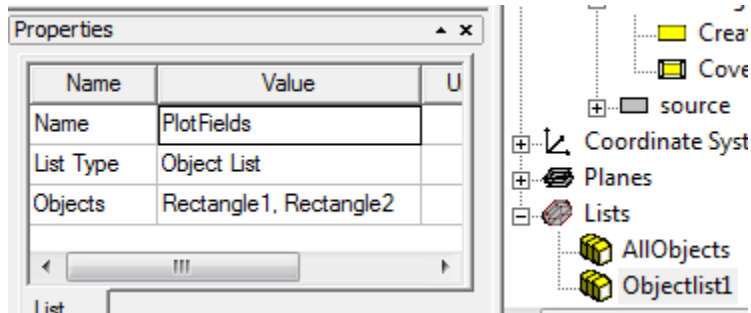 Properties
Name Value
Name PlotFields
List Type Object List
Objects Rectangle1, Rectangle2
List
source
Coordinate
Planes
Lists
AllObjects
Objectlist1